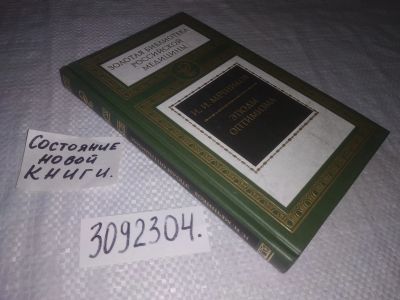 ЗОЛОТАЯ БИБЛИОТЕКА
РОССИЙСКОЙ
МЕДИЦИНЫ
И. И. МЕЧНИКОВ
ЭТЮДЫ
ОПТИМИЗМА
Состояние
новой
КНИГИ.
3092304.